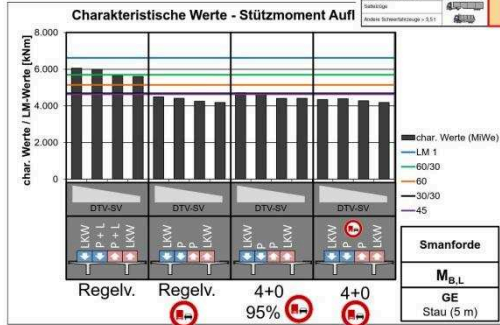 Sattelzüge
Andere Schwerfahrzeuge > 3,5 t
Charakteristische Werte - Stützmoment Aufl
char. Werte / LM-Werte [kNm]
8.000
6.000
4.000
2.000
0
char. Werte (MiWe)
LM 1
60/30
60
30/30
45
DTV-SV DTV-SV DTV-SV DTV-SV
LKW P + L P + L LKW LKW P P LKW LKW P P LKW LKW P P LKW
Regelv. Regelv. 4+0 4+0
95%
Smanforde
M B,L
GE
Stau (5 m)